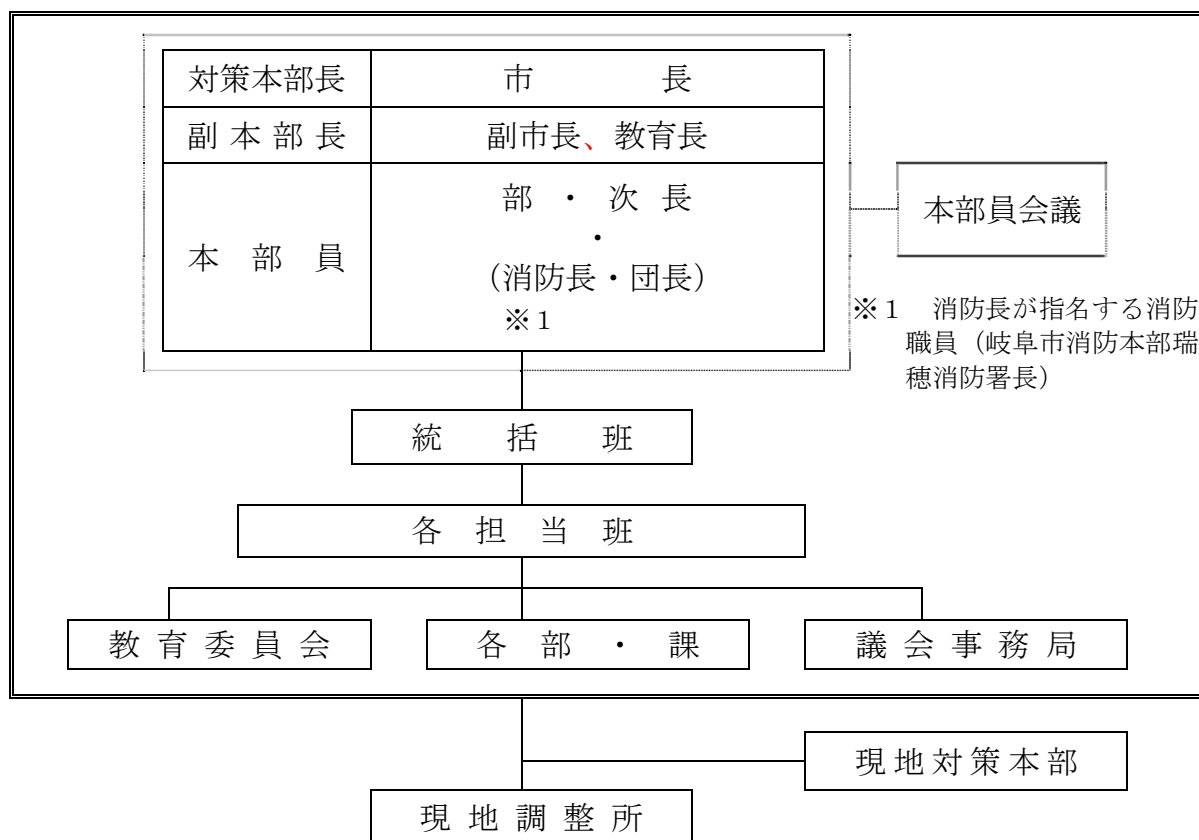 対策本部長 市長
副本部長 副市長、教育長
本部員 部・次長
・
(消防長・団長)
※1
本部員会議
※1 消防長が指名する消防
職員(岐阜市消防本部瑞
穂消防署長)
統括班
各担当班
教育委員会 各部・課 議会事務局
現地対策本部
現地調整所